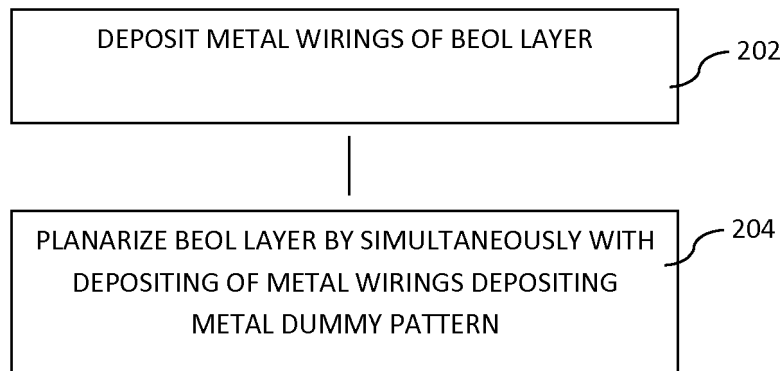 DEPOSIT METAL WIRINGS OF BEOL LAYER
202
PLANARIZE BEOL LAYER BY SIMULTANEOUSLY WITH
DEPOSITING OF METAL WIRINGS DEPOSITING
METAL DUMMY PATTERN
204